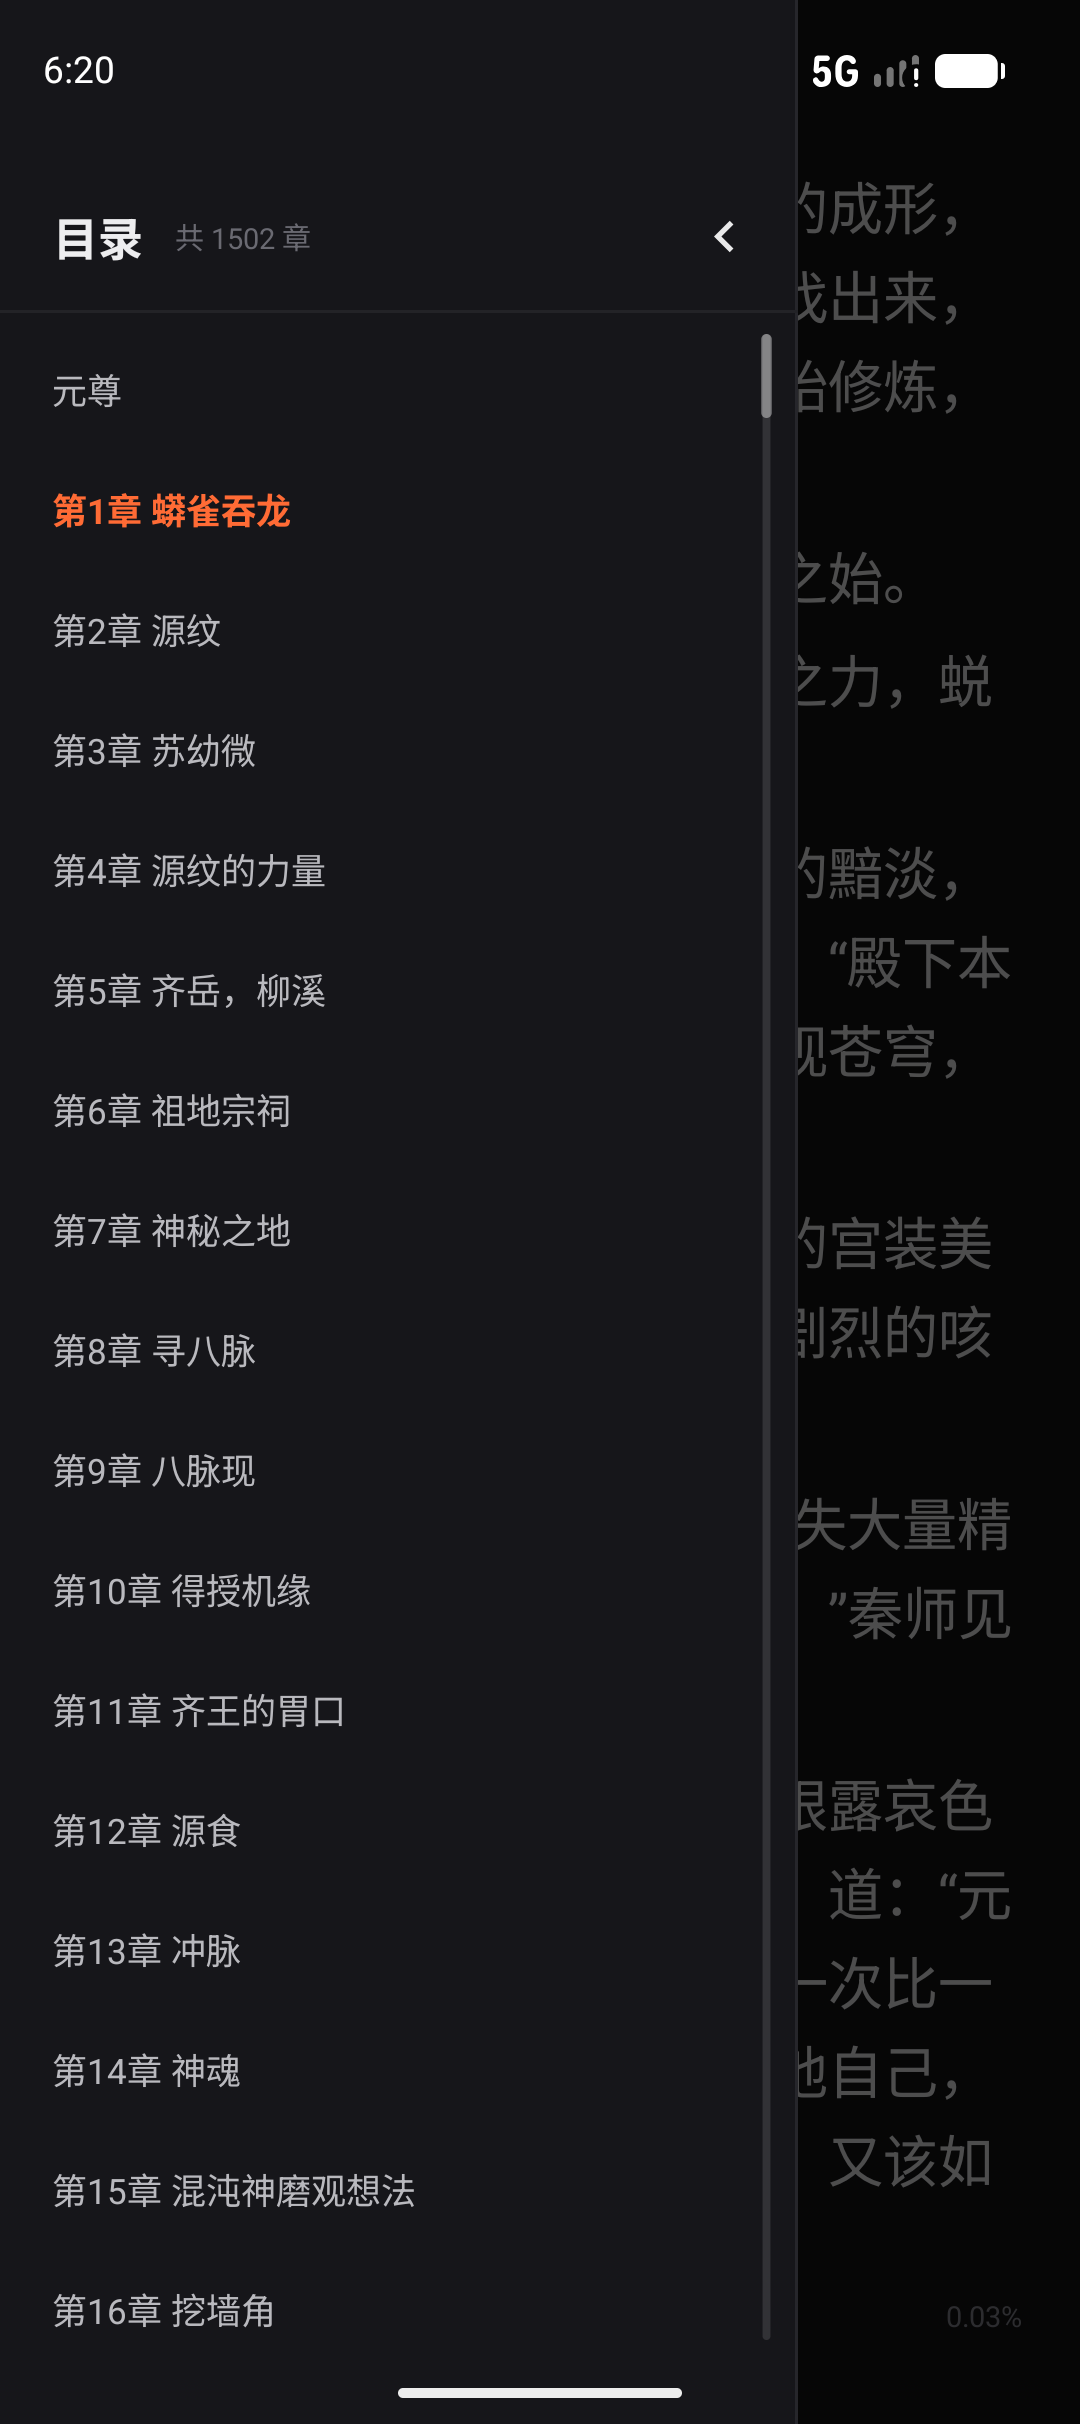 6:20
5G
目录 共 1502 章
元尊
第1章 蟒雀吞龙
第2章 源纹
第3章 苏幼微
第4章 源纹的力量
第5章 齐岳，柳溪
第6章 祖地宗祠
第7章 神秘之地
第8章 寻八脉
第9章 八脉现
第10章 得授机缘
第11章 齐王的胃口
第12章 源食
第13章 冲脉
第14章 神魂
第15章 混沌神磨观想法
第16章 挖墙角
的成形，
找出来，
始修炼，
之始。
之力，蜕
的黯淡，
“殿下本
视苍穹，
的宫装美
剧烈的咳
失大量精
”秦师见
眼露哀色
道：“元
一次比一
他自己，
又该如
0.03%